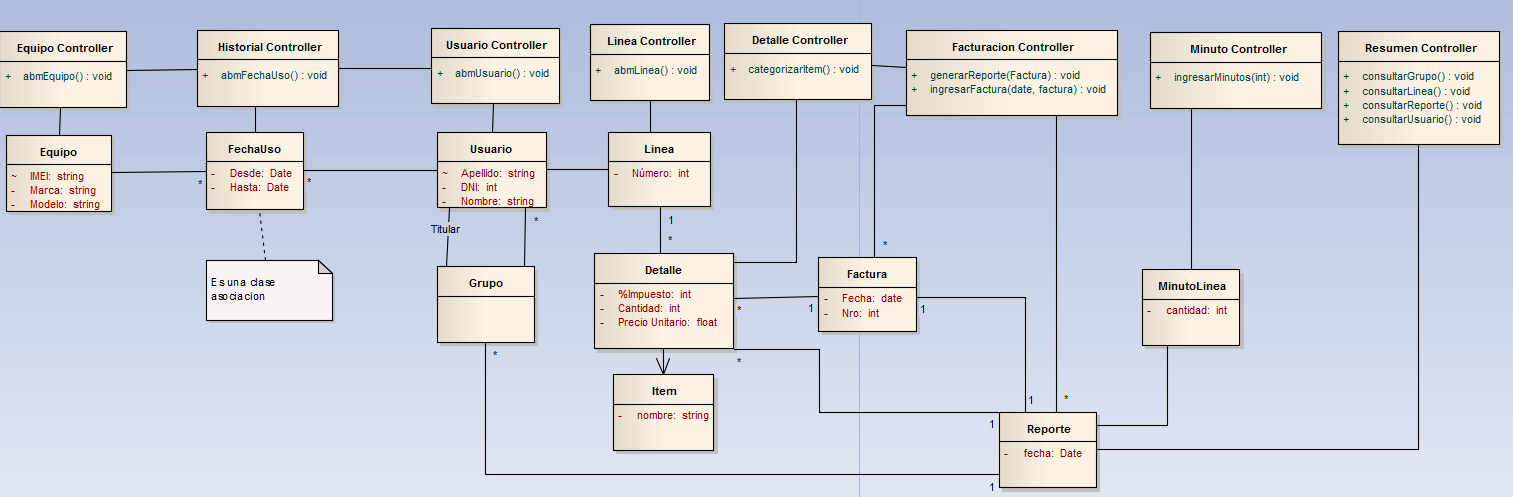 Equipo Controller
+ abmEquipo() : void
Historial Controller
+ abmFechaUso() : void
Usuario Controller
+ abmUsuario() : void
Linea Controller
+ abmLinea() : void
Detalle Controller
+ categorizarItem() : void
Facturacion Controller
+ generarReporte(Factura) : void
+ ingresarFactura(date, factura) : void
Minuto Controller
+ ingresarMinutos(int) : void
Resumen Controller
+ consultarGrupo() : void
+ consultarLinea() : void
+ consultarReporte() : void
+ consultarUsuario() : void
Equipo
~ IMEI: string
- Marca: string
- Modelo: string
*
FechaUso
- Desde: Date
- Hasta: Date
*
Usuario
~ Apellido: string
- DNI: int
- Nombre: string
Linea
- Número: int
Titular
*
1
*
Es una clase
asociacion
Grupo
*
Detalle
- %Impuesto: int
- Cantidad: int
- Precio Unitario: float
*
*
1
*
Factura
- Fecha: date
- Nro: int
1
MinutoLinea
- cantidad: int
Item
- nombre: string
1
*
1
Reporte
- fecha: Date
1